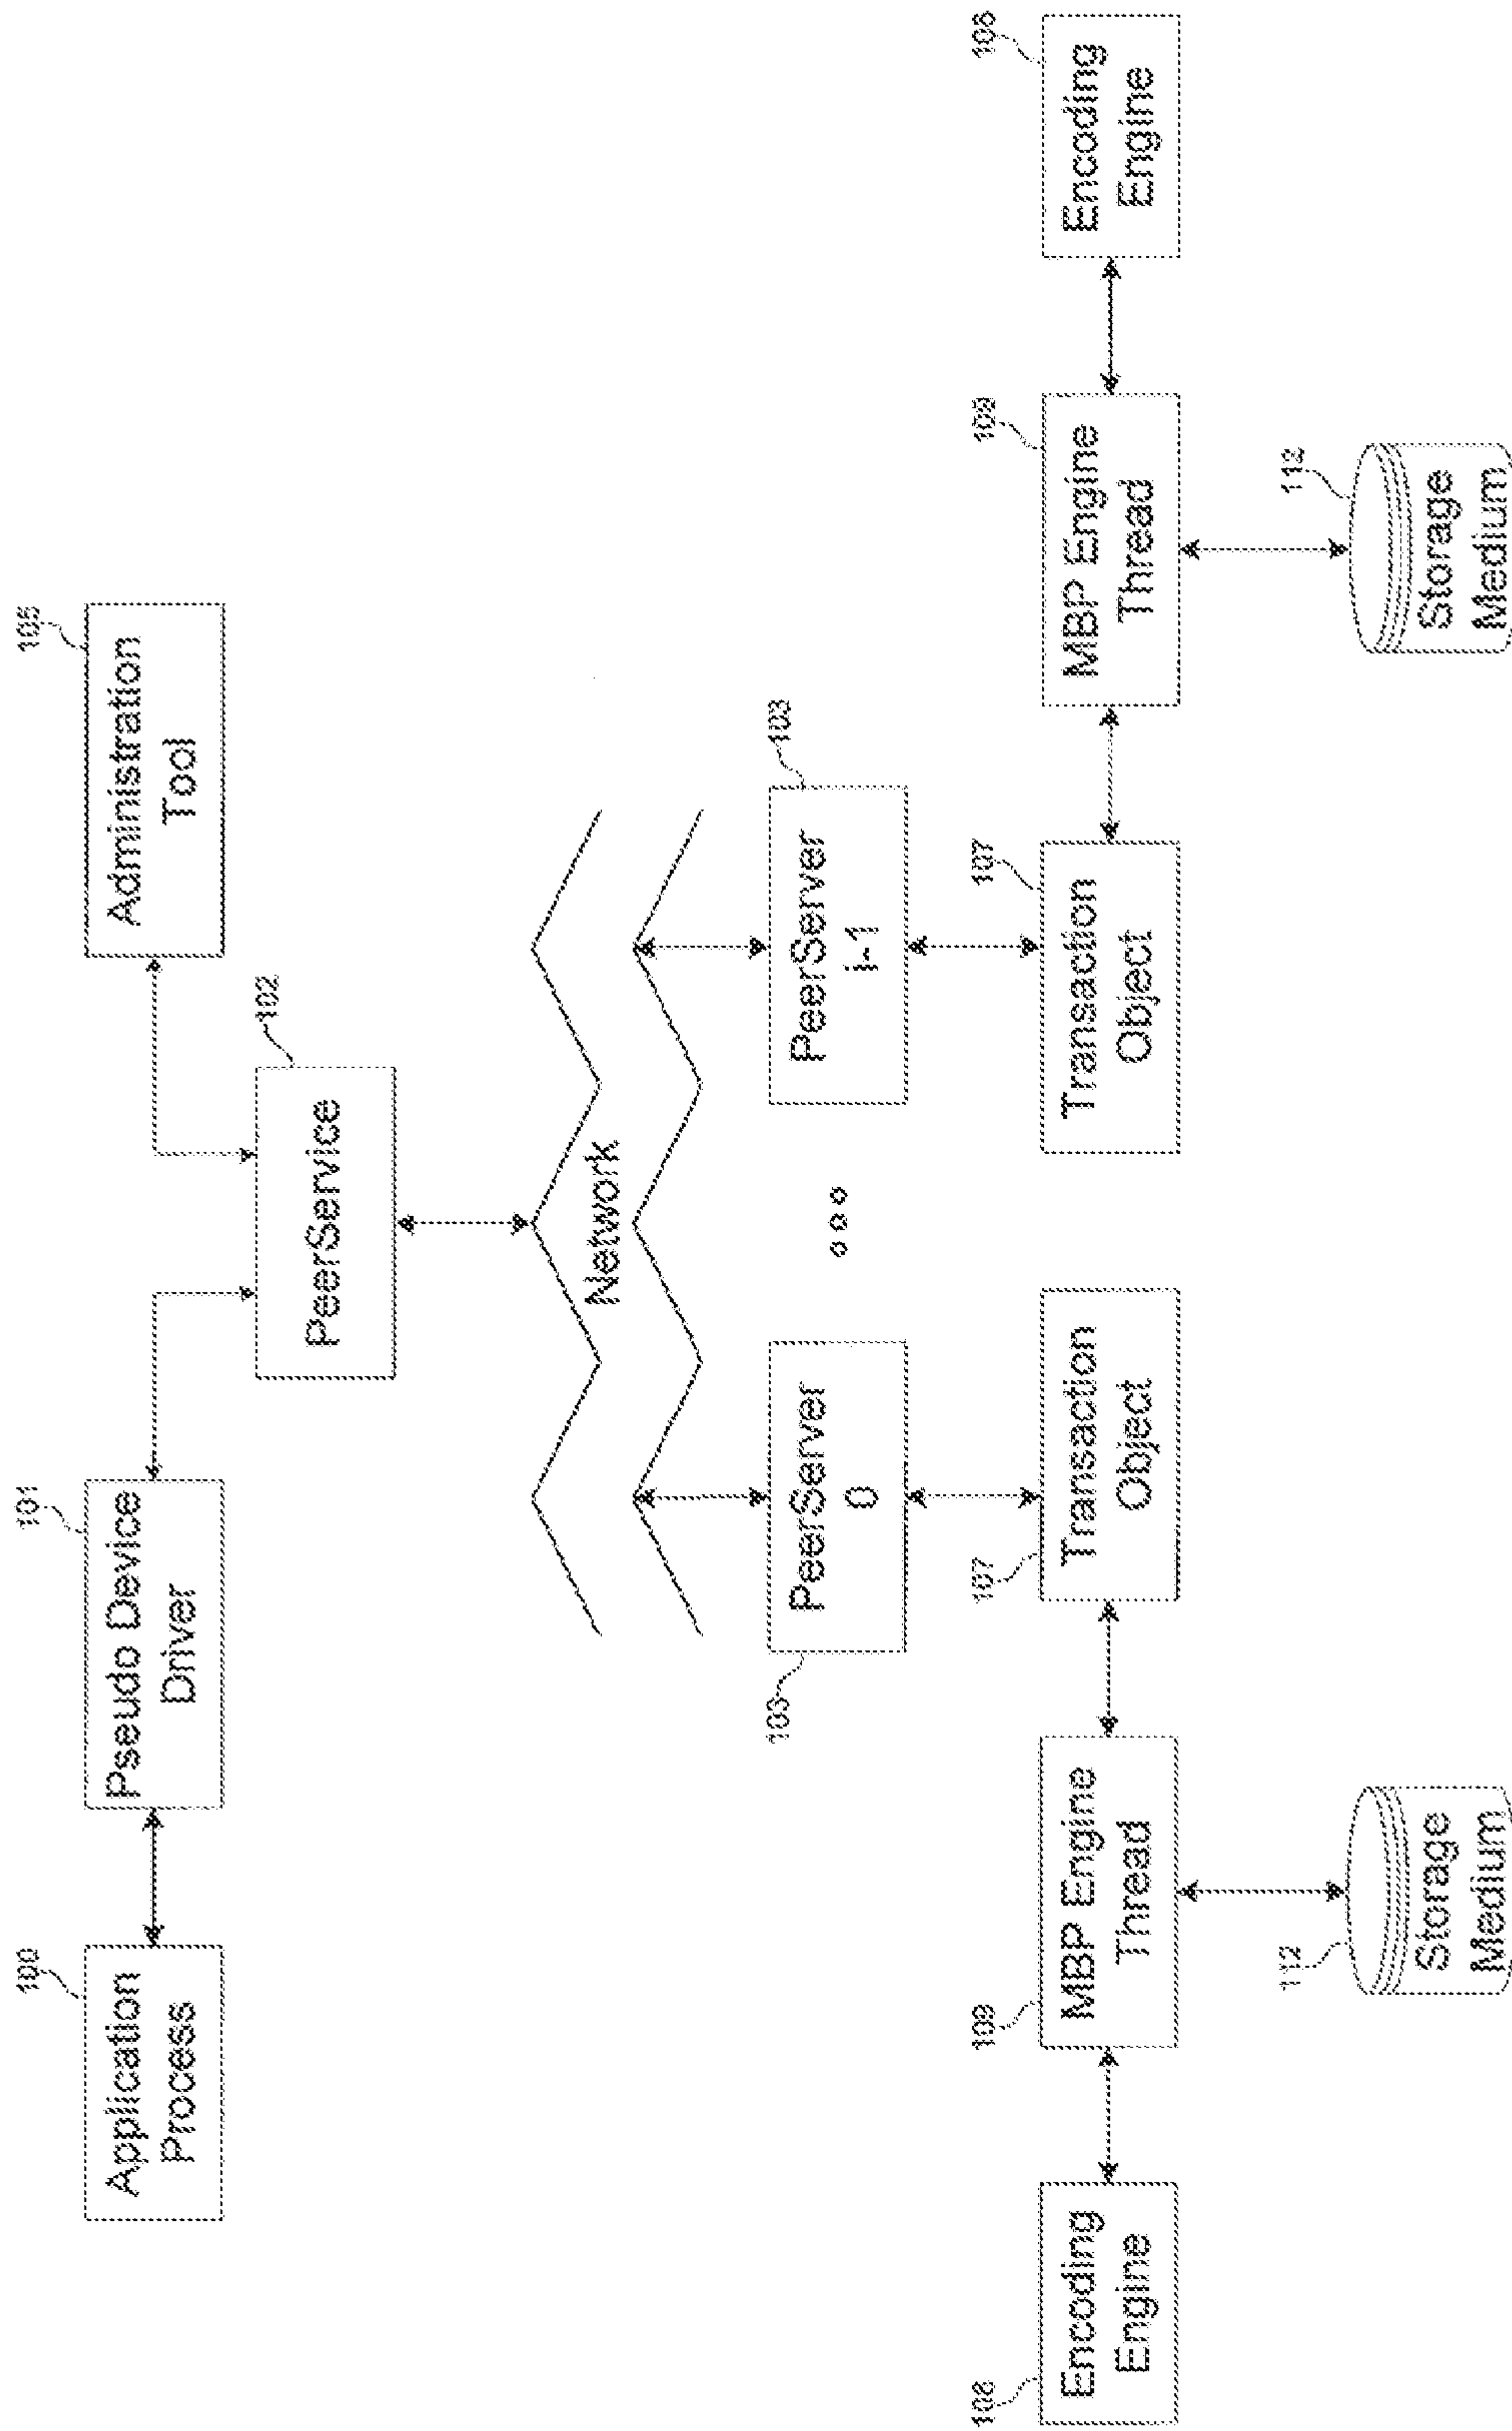 100
Application
Process
101
Pseudo Device
Driver
105
Administration
Tool
102
PeerService
Network
103
PeerServer
0
ooo
103
PeerServer
i-1
108
Encoding
Engine
109
MBP Engine
Thread
107
Transaction
Object
107
Transaction
Object
109
MBP Engine
Thread
108
Encoding
Engine
112
Storage
Medium
112
Storage
Medium